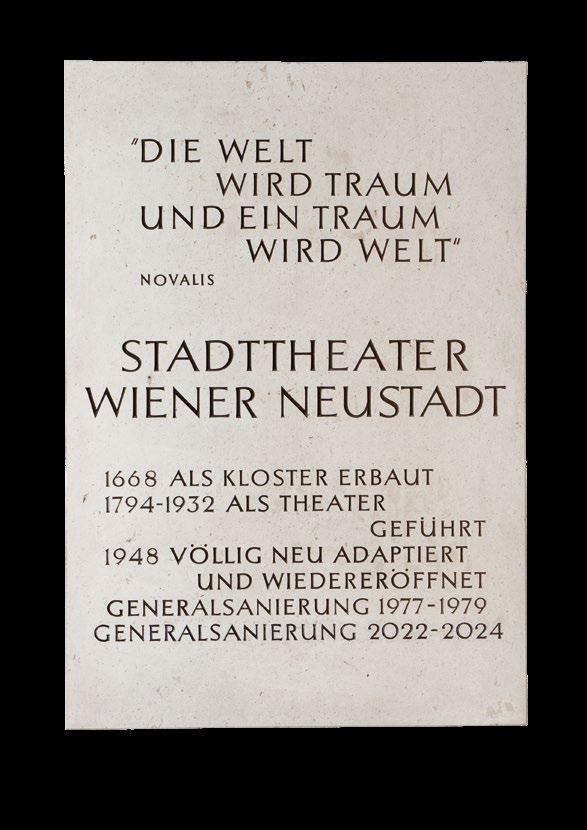 "DIE WELT
WIRD TRAUM
UND EIN TRAUM
WIRD WELT"
NOVALIS
STADTTHEATER
WIENER NEUSTADT
1668 ALS KLOSTER ERBAUT
1794-1932 ALS THEATER
GEFÜHRT
1948 VÖLLIG NEU ADAPTIERT
UND WIEDERERÖFFNET
GENERALSANIERUNG 1977-1979
GENERALSANIERUNG 2022-2024